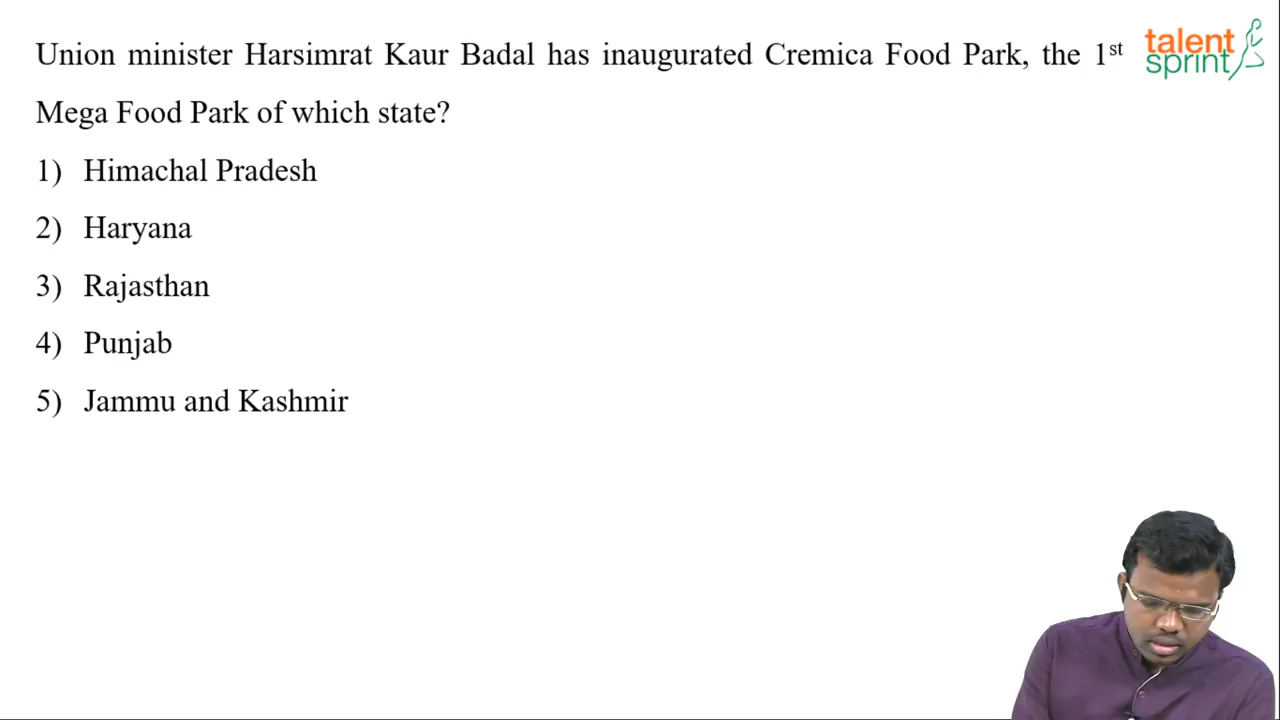 Union minister Harsimrat Kaur Badal has inaugurated Cremica Food Park, the 1st
Mega Food Park of which state?
1) Himachal Pradesh
2) Haryana
3) Rajasthan
4) Punjab
5) Jammu and Kashmir
talent
sprint